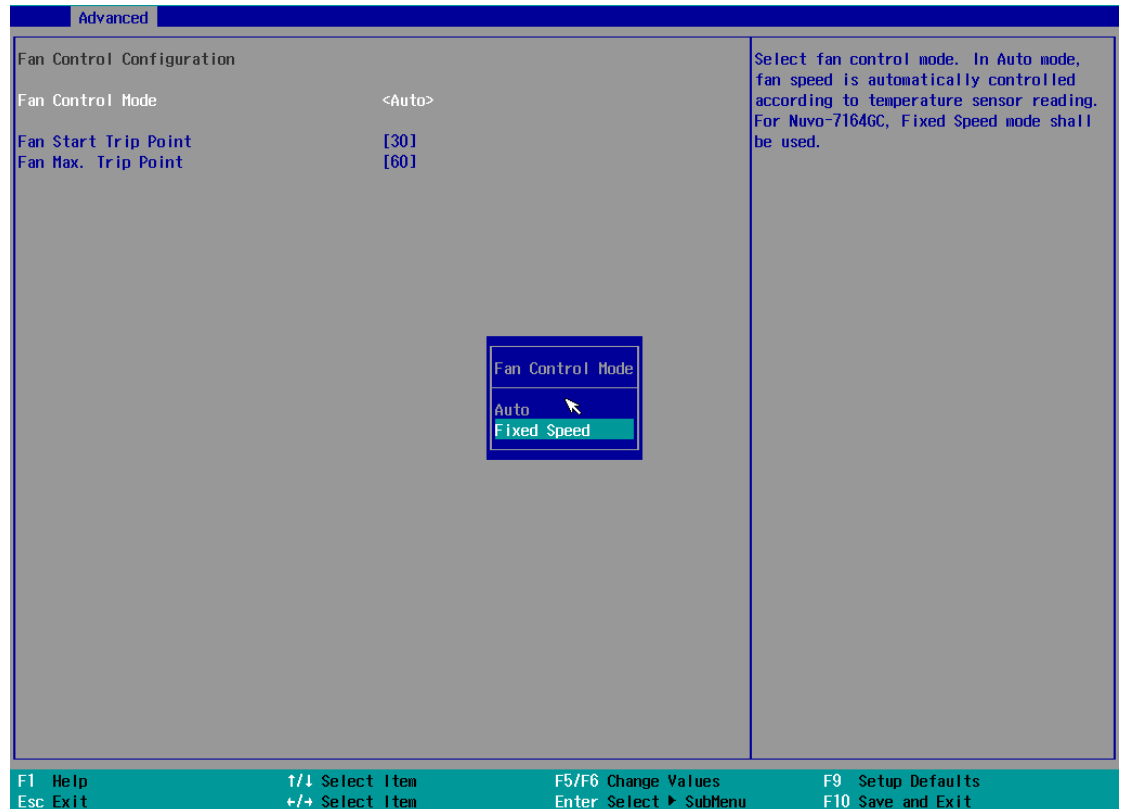 Advanced
Fan Control Configuration
Fan Control Mode <Auto>
Fan Start Trip Point [30]
Fan Max. Trip Point [60]
Select fan control mode. In Auto mode,
fan speed is automatically controlled
according to temperature sensor reading.
For Nuvo-7164GC, Fixed Speed mode shall
be used.
Fan Control Mode
Auto
Fixed Speed
F1 Help ↑/↓ Select Item F5/F6 Change Values F9 Setup Defaults
Esc Exit ←/→ Select Item Enter Select ▶ SubMenu F10 Save and Exit